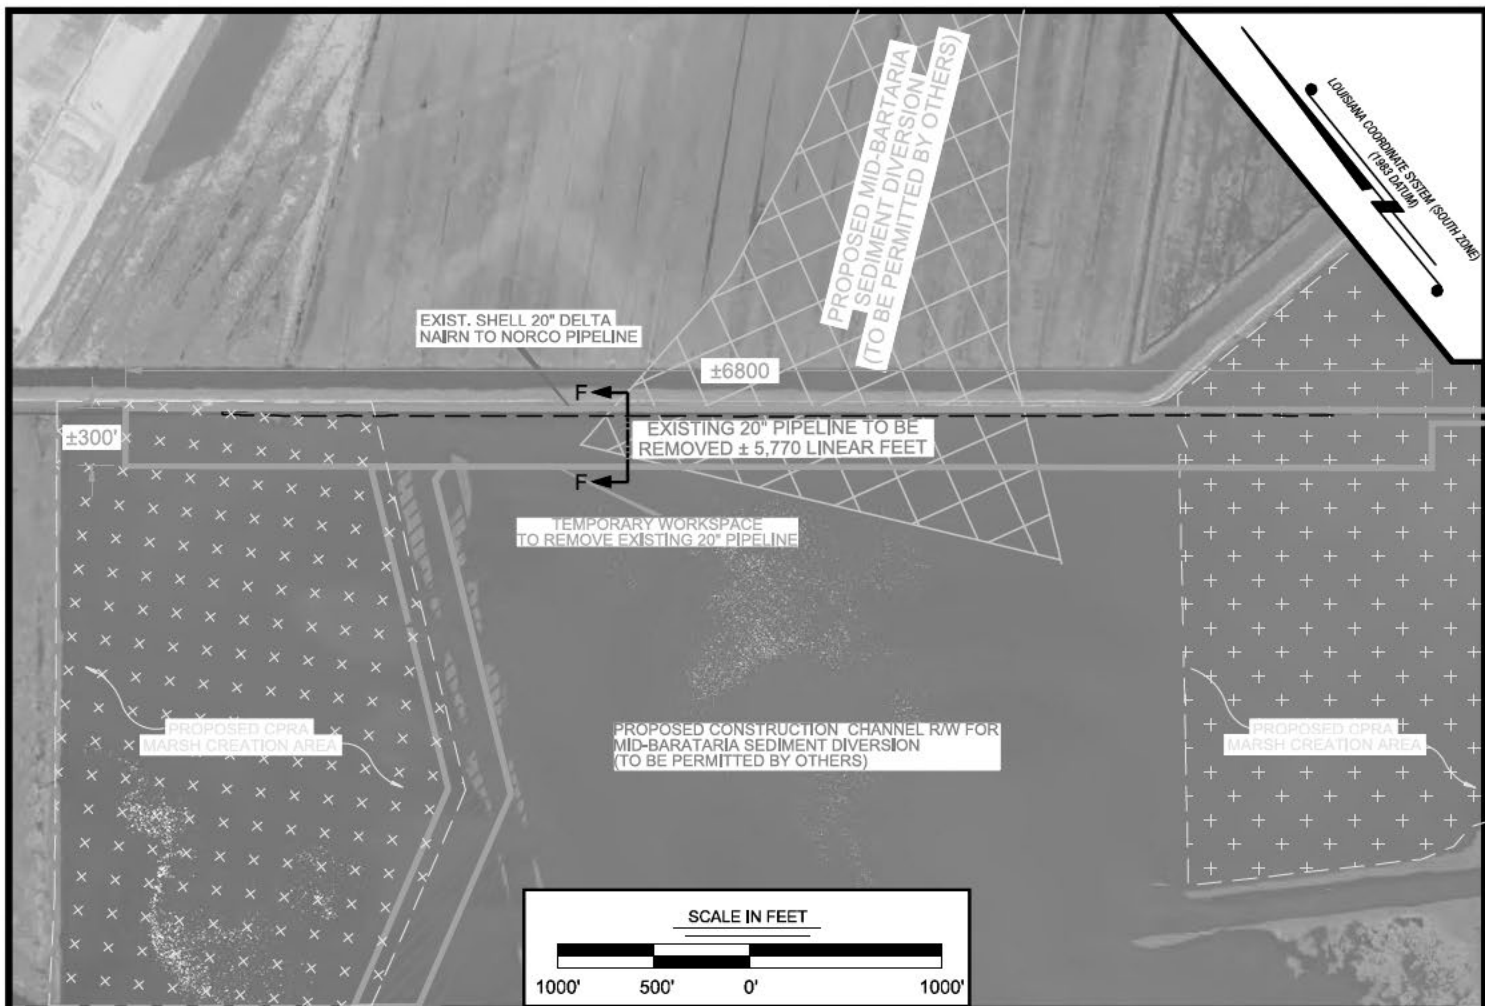 PROPOSED MID-BARTARIA
SEDIMENT DIVERSION
(TO BE PERMITTED BY OTHERS)
LOUISIANA COORDINATE SYSTEM (SOUTH ZONE)
(1983 DATUM)
EXIST. SHELL 20" DELTA
NAIRN TO NORCO PIPELINE
±6800
F
±300'
EXISTING 20" PIPELINE TO BE
REMOVED ± 5,770 LINEAR FEET
F
TEMPORARY WORKSPACE
TO REMOVE EXISTING 20" PIPELINE
PROPOSED CPRA
MARSH CREATION AREA
PROPOSED CONSTRUCTION CHANNEL R/W FOR
MID-BARATARIA SEDIMENT DIVERSION
(TO BE PERMITTED BY OTHERS)
PROPOSED CPRA
MARSH CREATION AREA
SCALE IN FEET
1000' 500' 0' 1000'